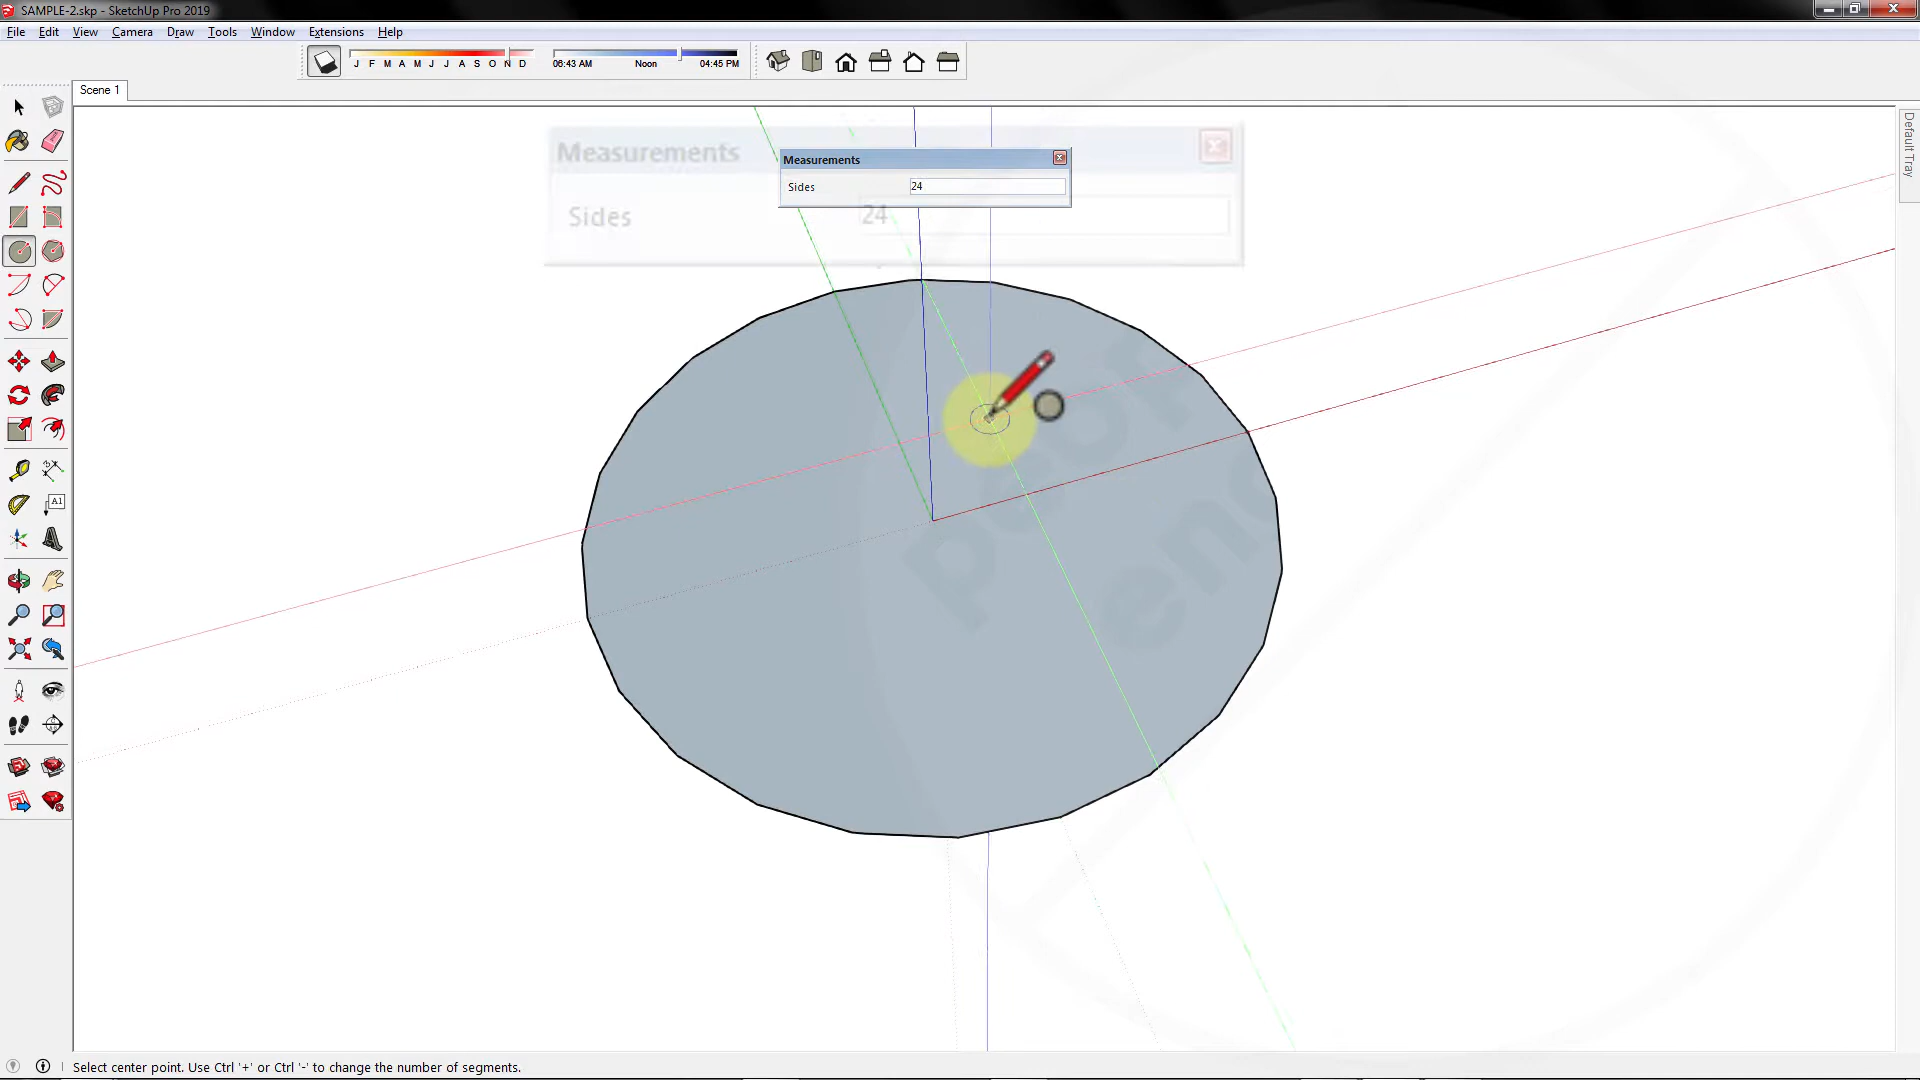 SAMPLE-2.skp - SketchUp Pro 2019
File Edit View Camera Draw Tools Window Extensions Help
J F M A M J J A S O N D
06:43 AM Noon 04:45 PM
Scene 1
Default Tray
Measurements
Measurements
Sides 24
Sides 24
A1
Select center point. Use Ctrl '+' or Ctrl '-' to change the number of segments.